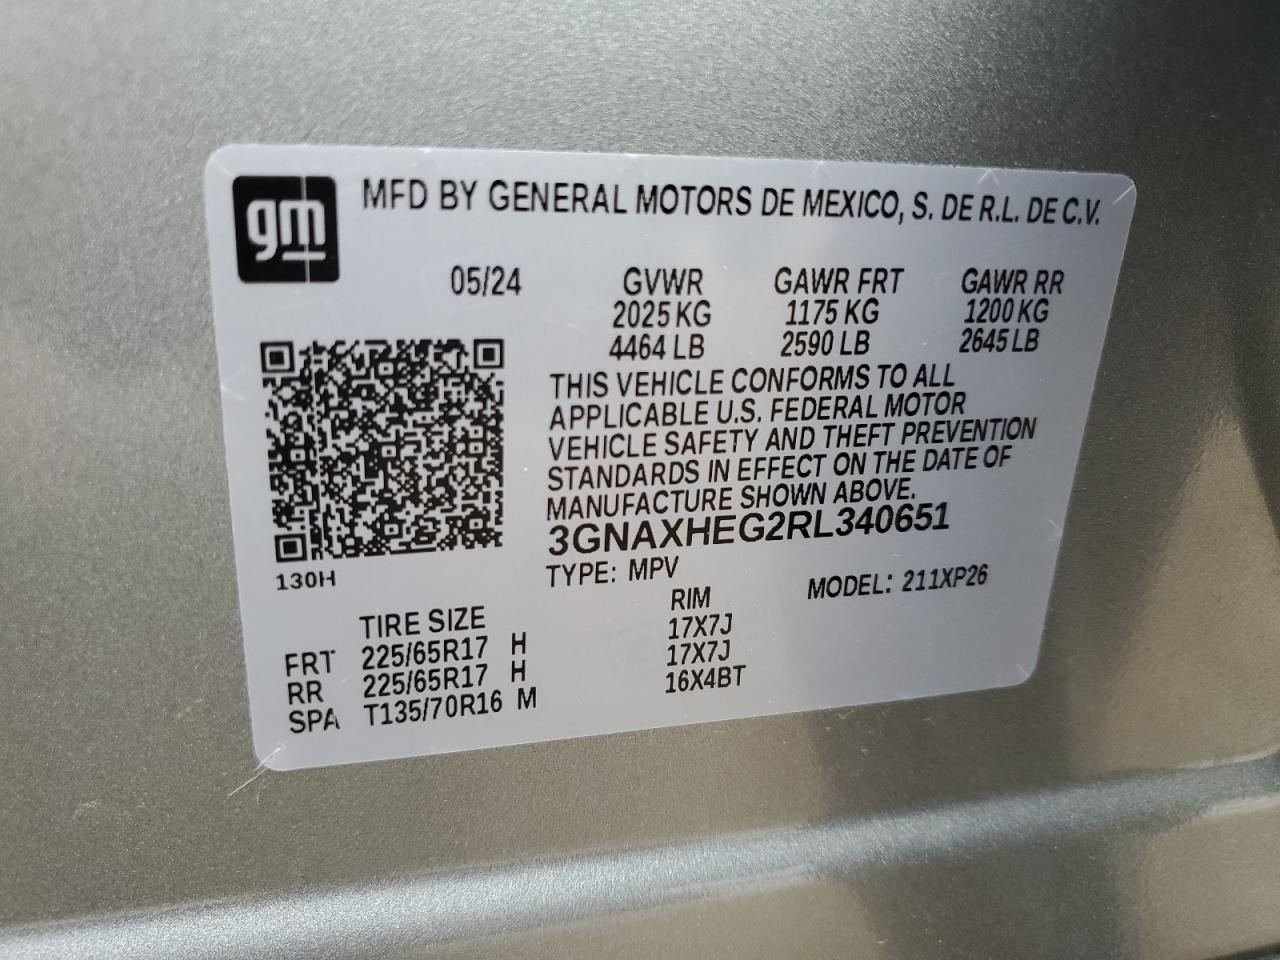 gm
MFD BY GENERAL MOTORS DE MEXICO, S. DE R.L. DE C.V.
05/24 GVWR GAWR FRT GAWR RR
2025 KG 1175 KG 1200 KG
4464 LB 2590 LB 2645 LB
THIS VEHICLE CONFORMS TO ALL
APPLICABLE U.S. FEDERAL MOTOR
VEHICLE SAFETY AND THEFT PREVENTION
STANDARDS IN EFFECT ON THE DATE OF
MANUFACTURE SHOWN ABOVE.
3GNAXHEG2RL340651
130H
TYPE: MPV MODEL: 211XP26
TIRE SIZE RIM
FRT 225/65R17 H 17X7J
RR 225/65R17 H 17X7J
SPA T135/70R16 M 16X4BT